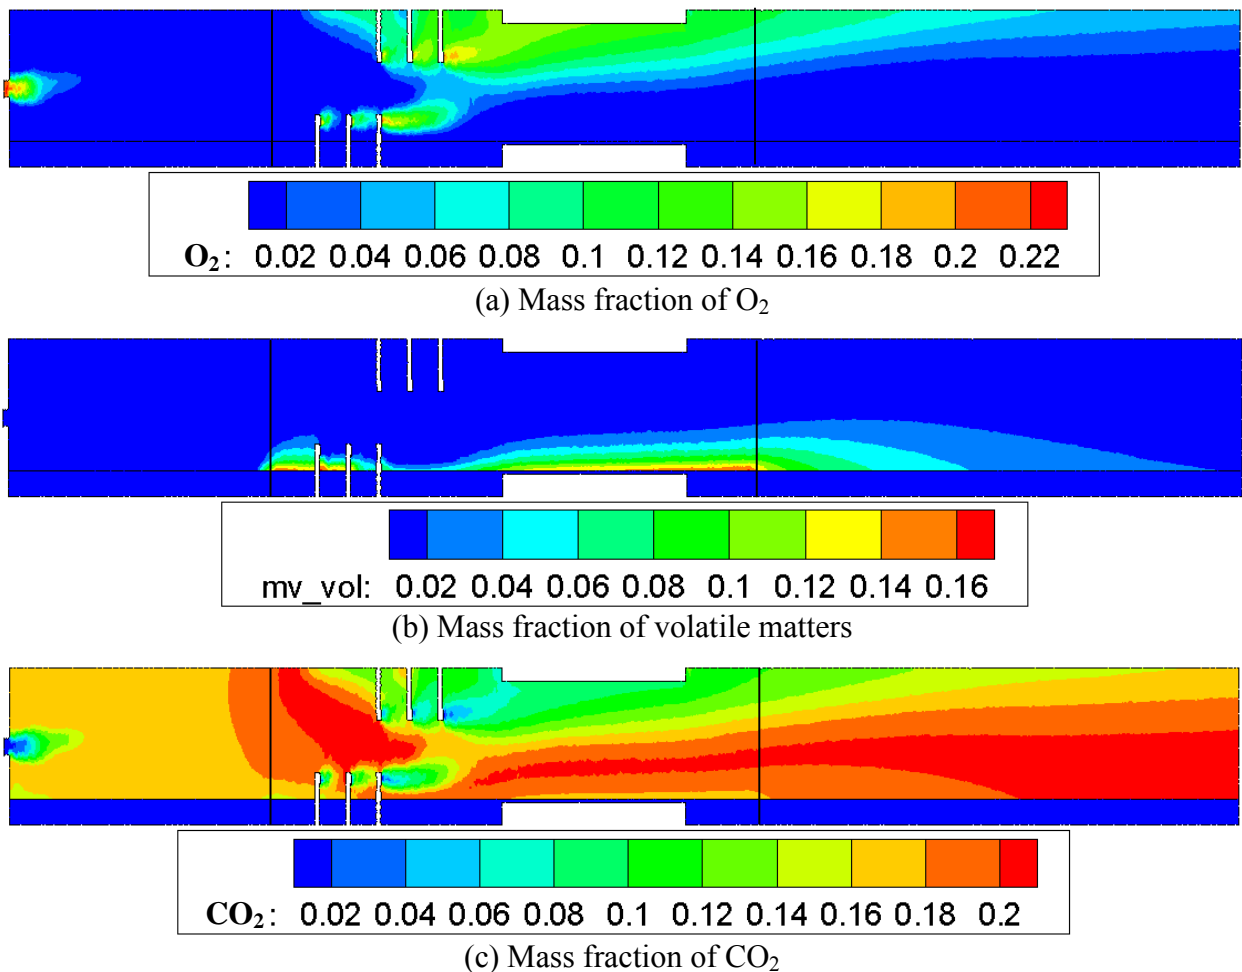 O₂: 0.02 0.04 0.06 0.08 0.1 0.12 0.14 0.16 0.18 0.2 0.22
(a) Mass fraction of O₂
mv_vol: 0.02 0.04 0.06 0.08 0.1 0.12 0.14 0.16
(b) Mass fraction of volatile matters
CO₂: 0.02 0.04 0.06 0.08 0.1 0.12 0.14 0.16 0.18 0.2
(c) Mass fraction of CO₂